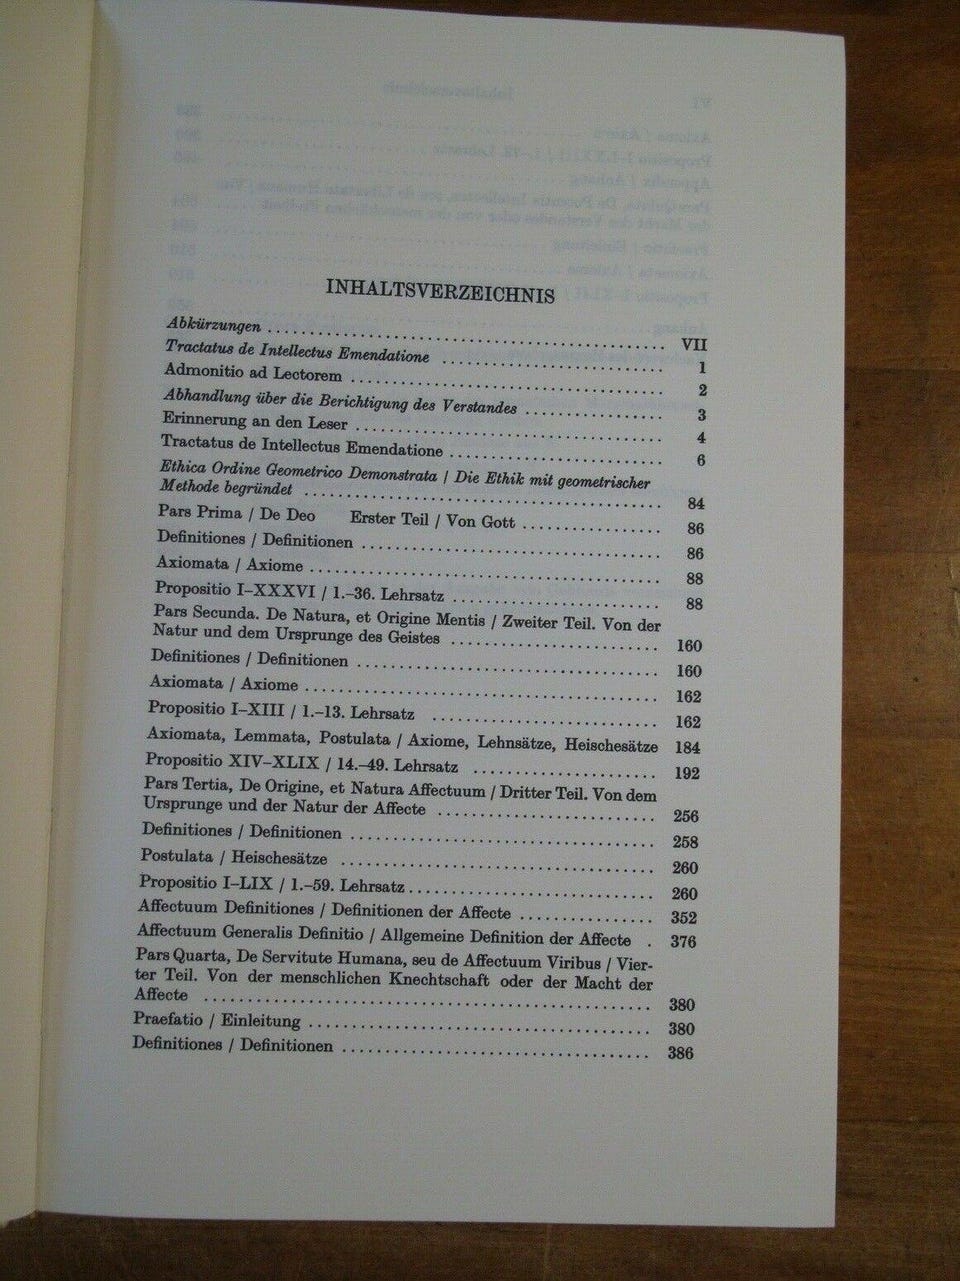 INHALTSVERZEICHNIS
Abkürzungen . . . . . . . . . . . . . . . . . . . . . . . . . . . . . . . . . . . . . . . VII
Tractatus de Intellectus Emendatione . . . . . . . . . . . . . . . . . . . . . 1
Admonitio ad Lectorem . . . . . . . . . . . . . . . . . . . . . . . . . . . . . . 2
Abhandlung über die Berichtigung des Verstandes . . . . . . . . . . . . 3
Erinnerung an den Leser . . . . . . . . . . . . . . . . . . . . . . . . . . . . . 4
Tractatus de Intellectus Emendatione . . . . . . . . . . . . . . . . . . . . 6
Ethica Ordine Geometrico Demonstrata / Die Ethik mit geometrischer
Methode begründet . . . . . . . . . . . . . . . . . . . . . . . . . . . . . . . . . . 84
Pars Prima / De Deo Erster Teil / Von Gott . . . . . . . . . . . . . 86
Definitiones / Definitionen . . . . . . . . . . . . . . . . . . . . . . . . . . . . 86
Axiomata / Axiome . . . . . . . . . . . . . . . . . . . . . . . . . . . . . . . . . 88
Propositio I–XXXVI / 1.–36. Lehrsatz . . . . . . . . . . . . . . . . . . . . 88
Pars Secunda. De Natura, et Origine Mentis / Zweiter Teil. Von der
Natur und dem Ursprunge des Geistes . . . . . . . . . . . . . . . . . . . . 160
Definitiones / Definitionen . . . . . . . . . . . . . . . . . . . . . . . . . . . . 160
Axiomata / Axiome . . . . . . . . . . . . . . . . . . . . . . . . . . . . . . . . . 162
Propositio I–XIII / 1.–13. Lehrsatz . . . . . . . . . . . . . . . . . . . . . . 162
Axiomata, Lemmata, Postulata / Axiome, Lehnsätze, Heischesätze 184
Propositio XIV–XLIX / 14.–49. Lehrsatz . . . . . . . . . . . . . . . . . . 192
Pars Tertia, De Origine, et Natura Affectuum / Dritter Teil. Von dem
Ursprunge und der Natur der Affecte . . . . . . . . . . . . . . . . . . . . . 256
Definitiones / Definitionen . . . . . . . . . . . . . . . . . . . . . . . . . . . . 258
Postulata / Heischesätze . . . . . . . . . . . . . . . . . . . . . . . . . . . . . . 260
Propositio I–LIX / 1.–59. Lehrsatz . . . . . . . . . . . . . . . . . . . . . . . 260
Affectuum Definitiones / Definitionen der Affecte . . . . . . . . . . . . 352
Affectuum Generalis Definitio / Allgemeine Definition der Affecte . 376
Pars Quarta, De Servitute Humana, seu de Affectuum Viribus / Vier-
ter Teil. Von der menschlichen Knechtschaft oder der Macht der
Affecte . . . . . . . . . . . . . . . . . . . . . . . . . . . . . . . . . . . . . . . . . 380
Praefatio / Einleitung . . . . . . . . . . . . . . . . . . . . . . . . . . . . . . . . 380
Definitiones / Definitionen . . . . . . . . . . . . . . . . . . . . . . . . . . . . 386